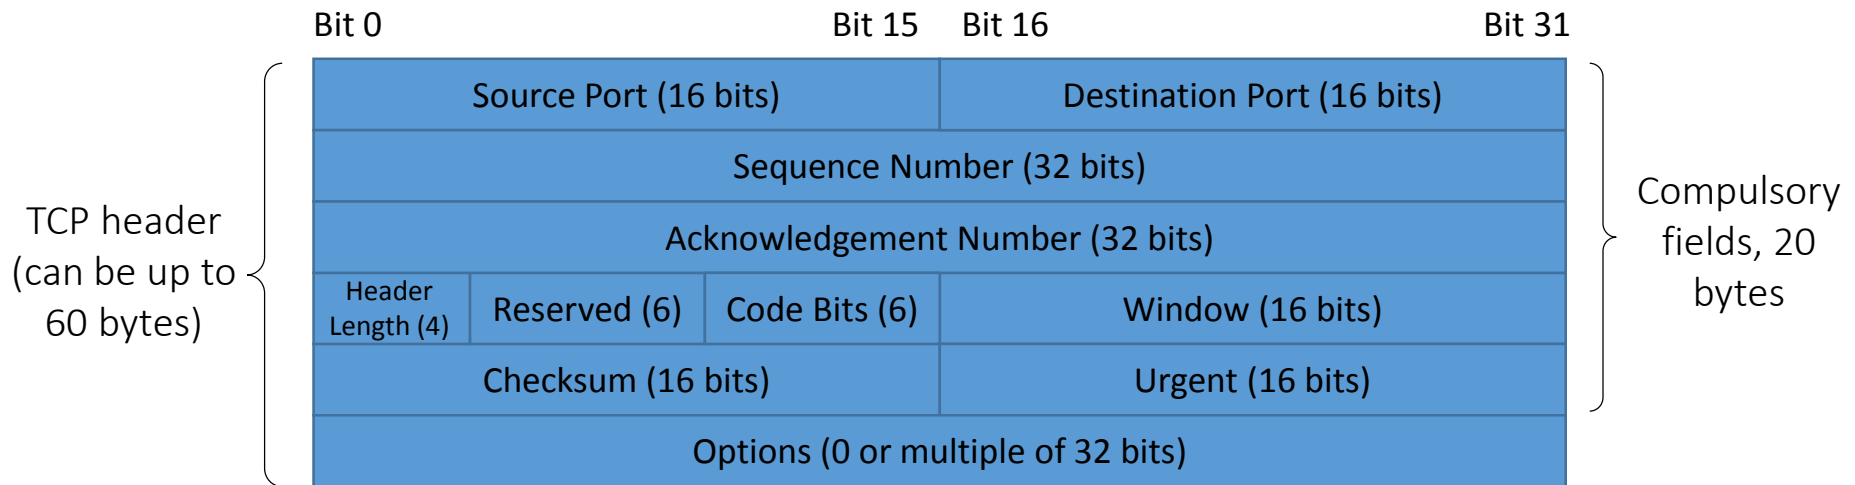 Bit 0 Bit 15 Bit 16 Bit 31
Source Port (16 bits) Destination Port (16 bits)
Sequence Number (32 bits)
Acknowledgement Number (32 bits)
Header
Length (4) Reserved (6) Code Bits (6) Window (16 bits)
Checksum (16 bits) Urgent (16 bits)
Options (0 or multiple of 32 bits)
TCP header
(can be up to
60 bytes)
Compulsory
fields, 20
bytes